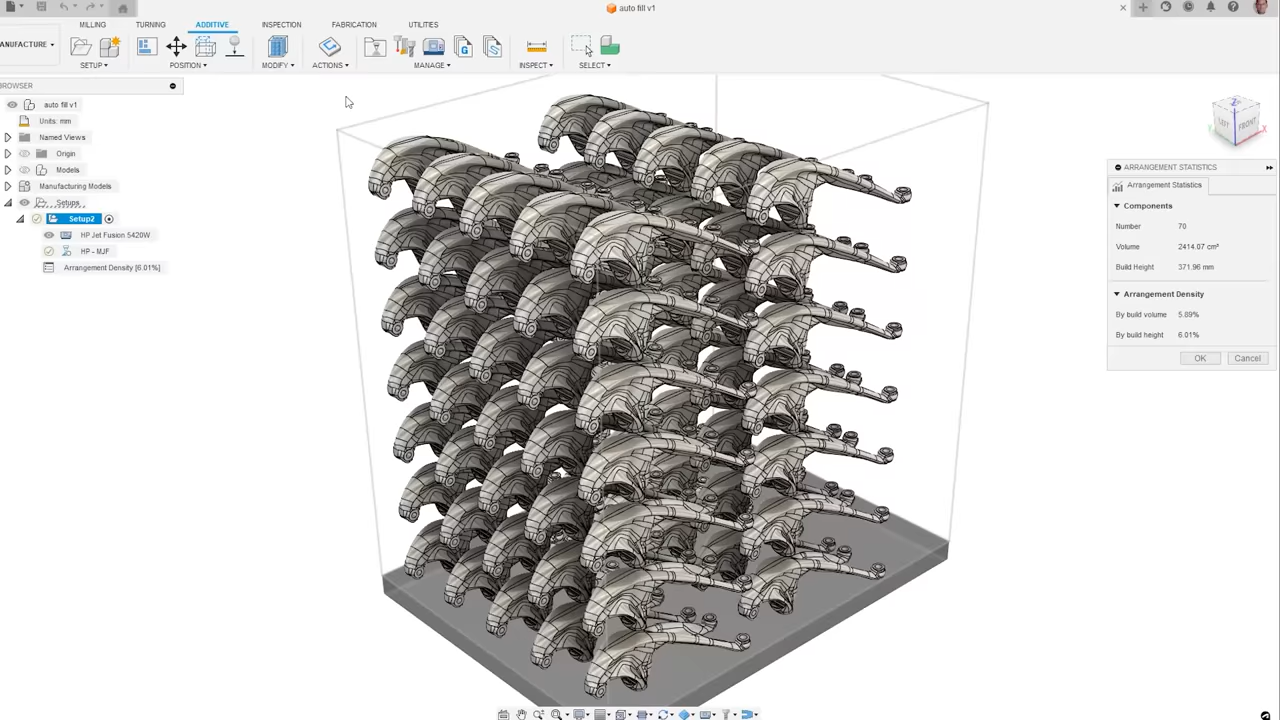 auto fill v1
MILLING TURNING ADDITIVE INSPECTION FABRICATION UTILITIES
ANUFACTURE
SETUP POSITION MODIFY ACTIONS MANAGE INSPECT SELECT
BROWSER
auto fill v1
Units: mm
Named Views
Origin
Models
Manufacturing Models
Setups
Setup2
HP Jet Fusion 5420W
HP - MJF
Arrangement Density [6.01%]
Z
LEFT FRONT
X
ARRANGEMENT STATISTICS
Arrangement Statistics
Components
Number 70
Volume 2414.07 cm³
Build Height 371.96 mm
Arrangement Density
By build volume 5.89%
By build height 6.01%
OK Cancel